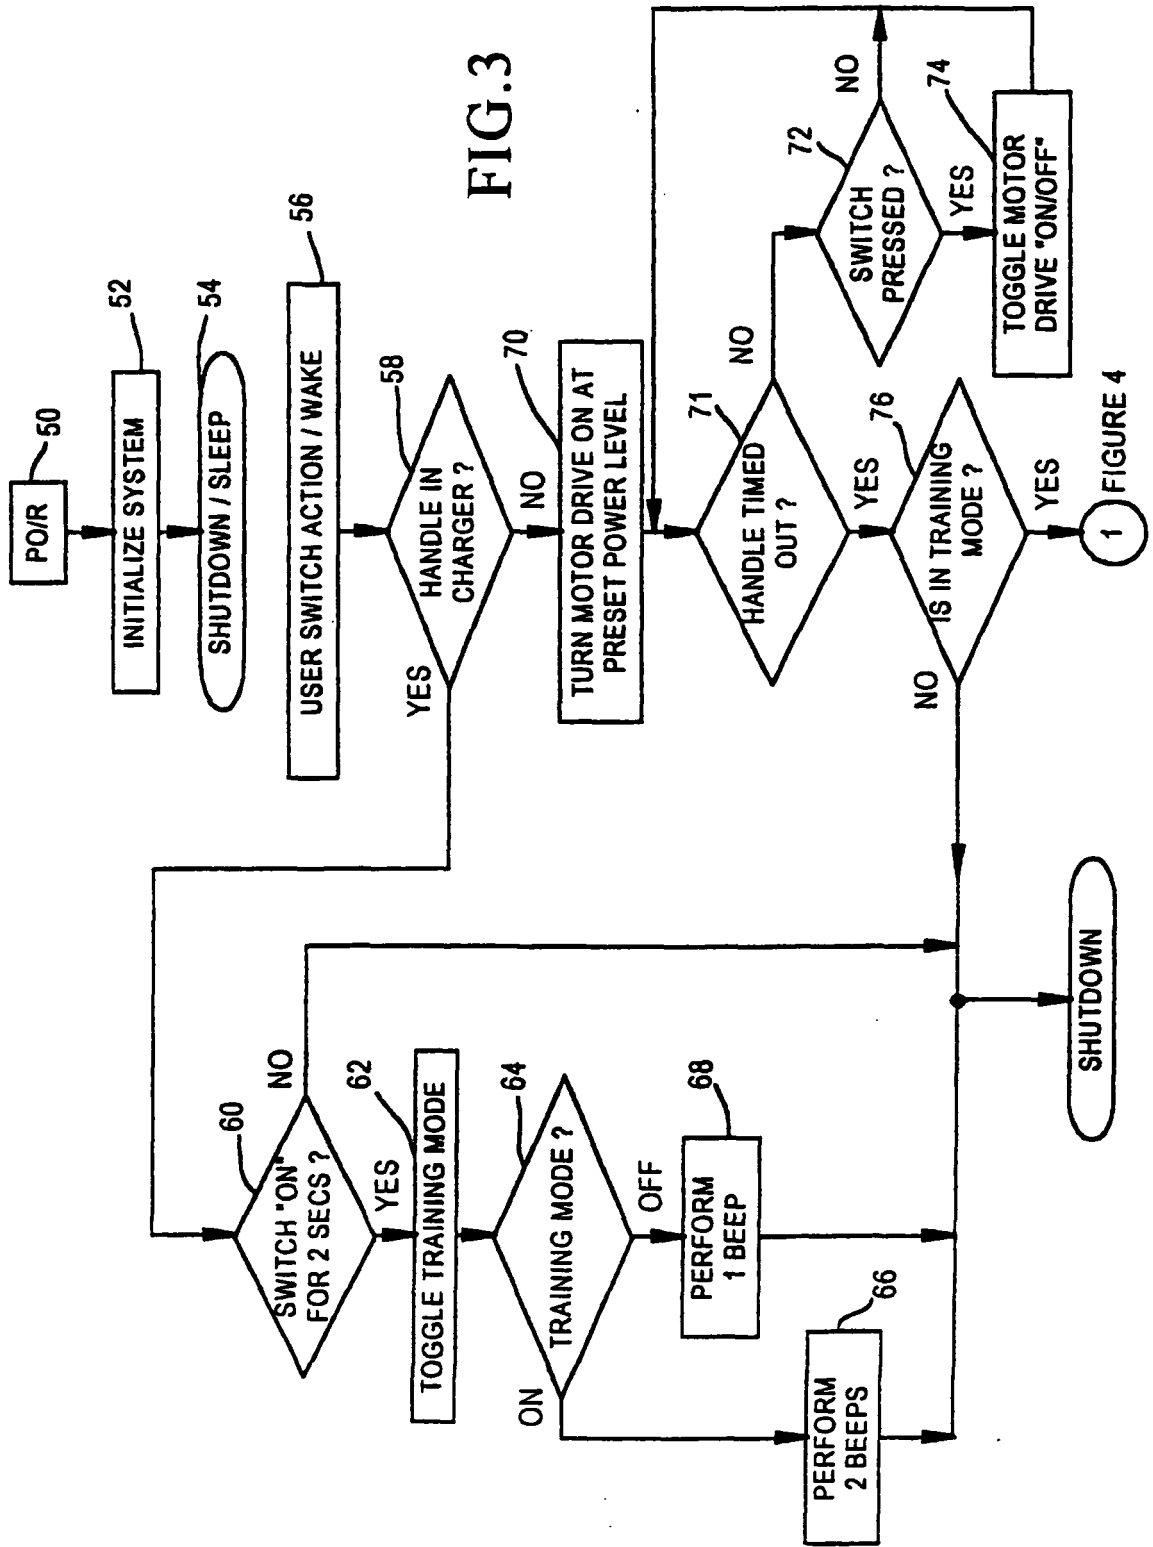 FIG.3
PO/R
50
INITIALIZE SYSTEM
52
SHUTDOWN / SLEEP
54
USER SWITCH ACTION / WAKE
56
HANDLE IN
CHARGER ?
58
YES
NO
SWITCH "ON"
FOR 2 SECS ?
60
NO
YES
TOGGLE TRAINING MODE
62
TRAINING MODE ?
64
ON
OFF
PERFORM
2 BEEPS
66
PERFORM
1 BEEP
68
TURN MOTOR DRIVE ON AT
PRESET POWER LEVEL
70
HANDLE TIMED
OUT ?
71
NO
YES
SWITCH
PRESSED ?
72
NO
YES
TOGGLE MOTOR
DRIVE "ON/OFF"
74
IS IN TRAINING
MODE ?
76
NO
YES
SHUTDOWN
1
FIGURE 4